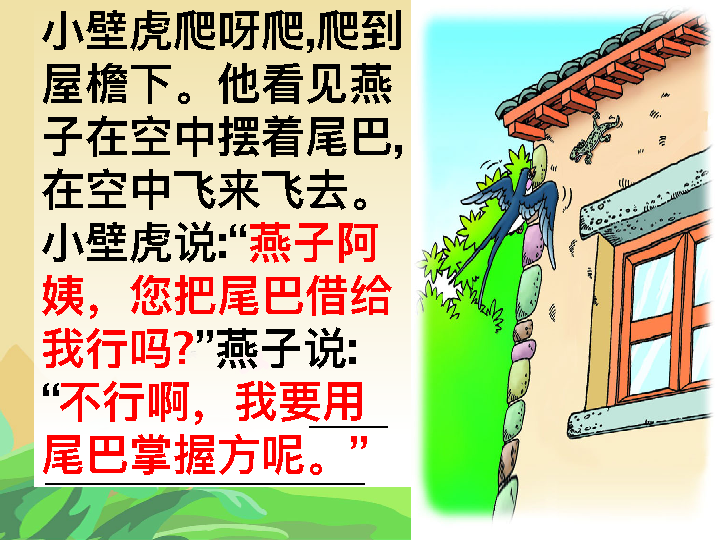 小壁虎爬呀爬,爬到
屋檐下。他看见燕
子在空中摆着尾巴,
在空中飞来飞去。
小壁虎说:“燕子阿
姨，您把尾巴借给
我行吗?”燕子说:
“不行啊，我要用
尾巴掌握方呢。”